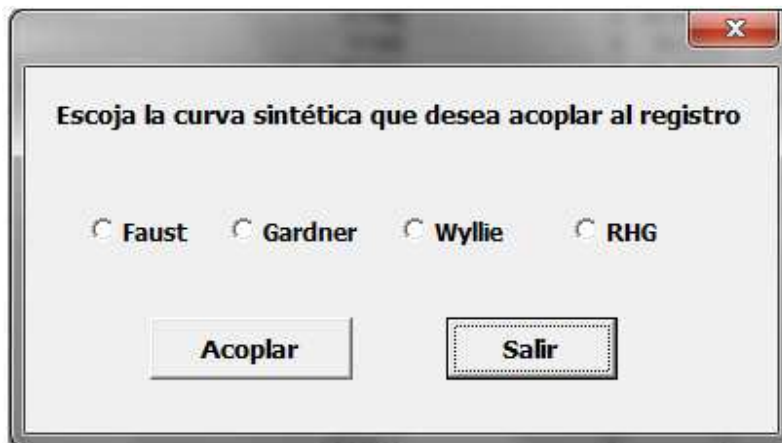 Escoja la curva sintética que desea acoplar al registro
Faust Gardner Wyllie RHG
Acoplar Salir